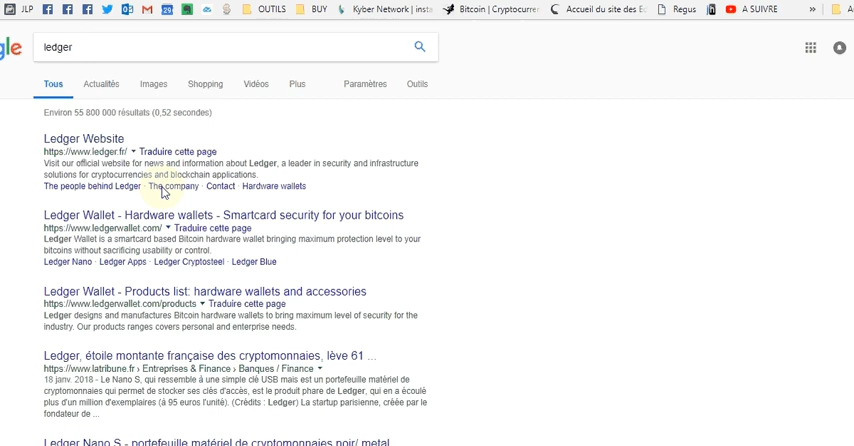 JLP OUTILS BUY Kyber Network | insta Bitcoin | Cryptocurren Accueil du site des Ec Regus A SUIVRE »
gle ledger
Tous Actualités Images Shopping Vidéos Plus Paramètres Outils
Environ 55 800 000 résultats (0,52 secondes)
Ledger Website
https://www.ledger.fr/ ▼ Traduire cette page
Visit our official website for news and information about Ledger, a leader in security and infrastructure
solutions for cryptocurrencies and blockchain applications.
The people behind Ledger · The company · Contact · Hardware wallets
Ledger Wallet - Hardware wallets - Smartcard security for your bitcoins
https://www.ledgerwallet.com/ ▼ Traduire cette page
Ledger Wallet is a smartcard based Bitcoin hardware wallet bringing maximum protection level to your
bitcoins without sacrificing usability or control.
Ledger Nano · Ledger Apps · Ledger Cryptosteel · Ledger Blue
Ledger Wallet - Products list: hardware wallets and accessories
https://www.ledgerwallet.com/products ▼ Traduire cette page
Ledger designs and manufactures Bitcoin hardware wallets to bring maximum level of security for the
industry. Our products ranges covers personal and enterprise needs.
Ledger, étoile montante française des cryptomonnaies, lève 61 ...
https://www.latribune.fr › Entreprises & Finance › Banques / Finance ▼
18 janv. 2018 - Le Nano S, qui ressemble à une simple clé USB mais est un portefeuille matériel de
cryptomonnaies qui permet de stocker ses clés d'accès, est le produit phare de Ledger, qui en a écoulé
plus d'un million d'exemplaires (à 95 euros l'unité). (Crédits : Ledger) La startup parisienne, créée par le
fondateur de ...
Ledger Nano S - portefeuille matériel de cryptomonnaies noir/ metal